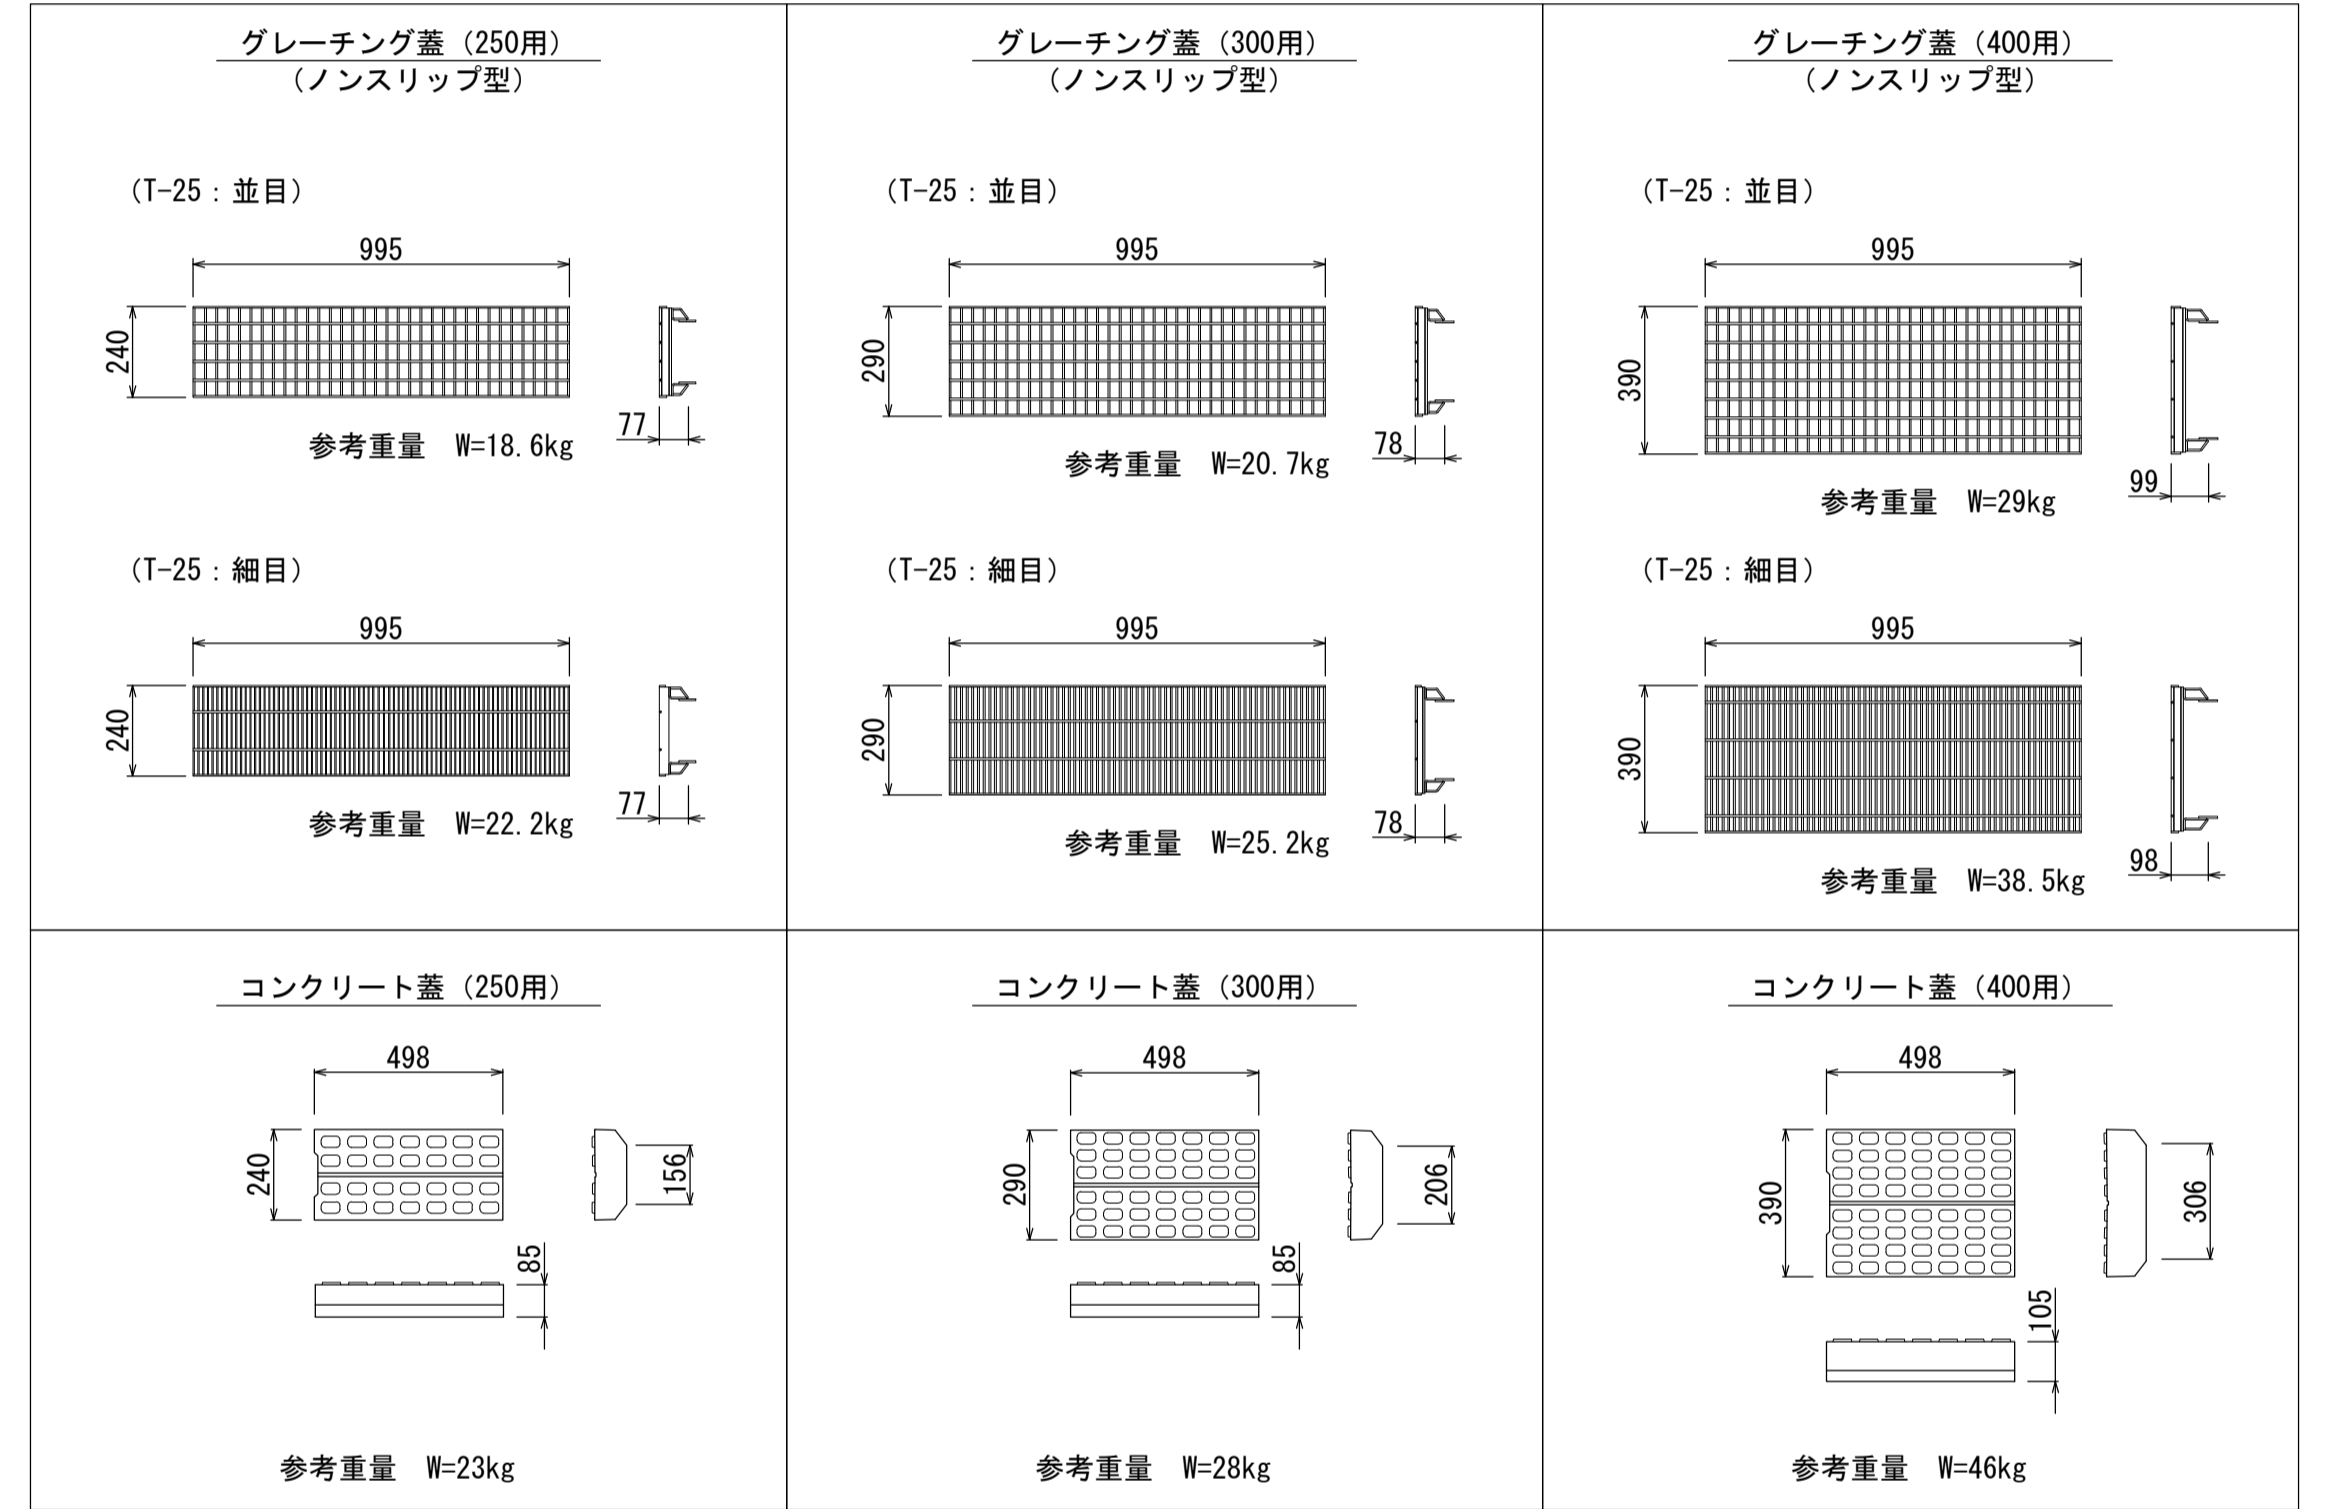 グレーチング蓋（250用）
（ノンスリップ型）
（T-25：並目）
995
240
77
参考重量　W=18.6kg
（T-25：細目）
995
240
77
参考重量　W=22.2kg
グレーチング蓋（300用）
（ノンスリップ型）
（T-25：並目）
995
290
78
参考重量　W=20.7kg
（T-25：細目）
995
290
78
参考重量　W=25.2kg
グレーチング蓋（400用）
（ノンスリップ型）
（T-25：並目）
995
390
99
参考重量　W=29kg
（T-25：細目）
995
390
98
参考重量　W=38.5kg
コンクリート蓋（250用）
498
240
156
85
参考重量　W=23kg
コンクリート蓋（300用）
498
290
206
85
参考重量　W=28kg
コンクリート蓋（400用）
498
390
306
105
参考重量　W=46kg